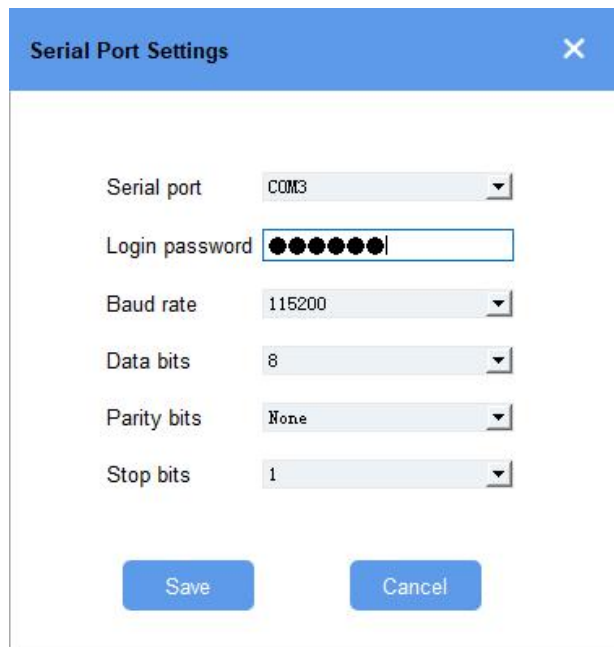 Serial Port Settings
Serial port COM3
Login password ●●●●●●
Baud rate 115200
Data bits 8
Parity bits None
Stop bits 1
Save Cancel